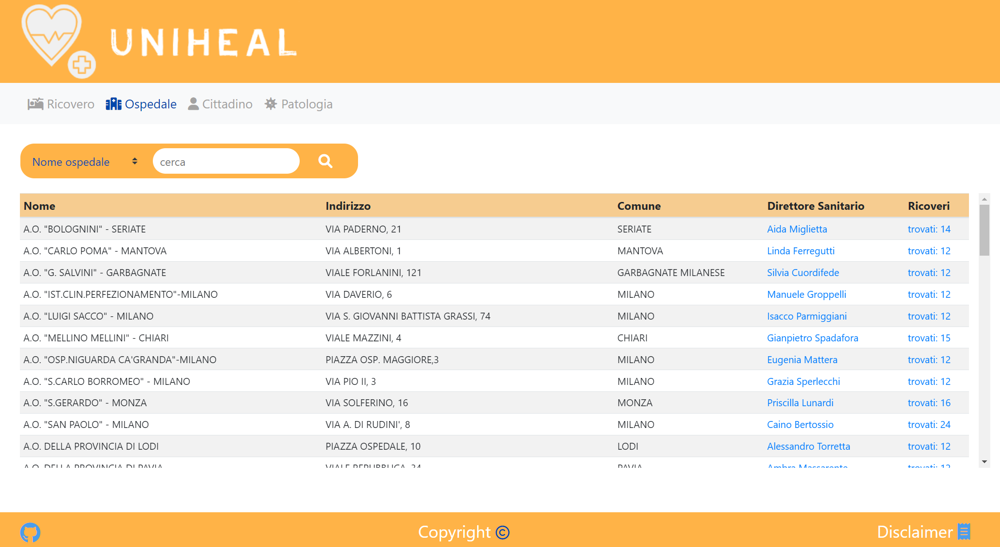 UNIHEAL
Ricovero Ospedale Cittadino Patologia
Nome ospedale cerca
Nome Indirizzo Comune Direttore Sanitario Ricoveri
A.O. "BOLOGNINI" - SERIATE VIA PADERNO, 21 SERIATE Aida Miglietta trovati: 14
A.O. "CARLO POMA" - MANTOVA VIA ALBERTONI, 1 MANTOVA Linda Ferregutti trovati: 12
A.O. "G. SALVINI" - GARBAGNATE VIALE FORLANINI, 121 GARBAGNATE MILANESE Silvia Cuordifede trovati: 12
A.O. "IST.CLIN.PERFEZIONAMENTO"-MILANO VIA DAVERIO, 6 MILANO Manuele Groppelli trovati: 12
A.O. "LUIGI SACCO" - MILANO VIA S. GIOVANNI BATTISTA GRASSI, 74 MILANO Isacco Parmiggiani trovati: 12
A.O. "MELLINO MELLINI" - CHIARI VIALE MAZZINI, 4 CHIARI Gianpietro Spadafora trovati: 15
A.O. "OSP.NIGUARDA CA'GRANDA"-MILANO PIAZZA OSP. MAGGIORE,3 MILANO Eugenia Mattera trovati: 12
A.O. "S.CARLO BORROMEO" - MILANO VIA PIO II, 3 MILANO Grazia Sperlecchi trovati: 12
A.O. "S.GERARDO" - MONZA VIA SOLFERINO, 16 MONZA Priscilla Lunardi trovati: 16
A.O. "SAN PAOLO" - MILANO VIA A. DI RUDINI', 8 MILANO Caino Bertossio trovati: 24
A.O. DELLA PROVINCIA DI LODI PIAZZA OSPEDALE, 10 LODI Alessandro Torretta trovati: 12
A.O. DELLA PROVINCIA DI PAVIA VIALE REPUBBLICA, 34 PAVIA Ambra Massarente trovati: 12
Copyright © Disclaimer